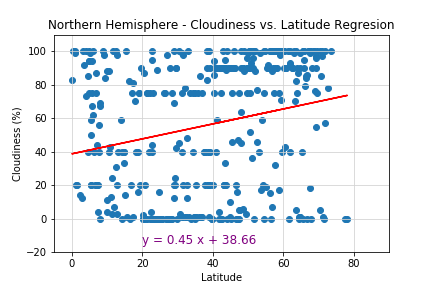 Northern Hemisphere - Cloudiness vs. Latitude Regresion
100
80
60
40
20
0
−20
Cloudiness (%)
y = 0.45 x + 38.66
0 20 40 60 80
Latitude